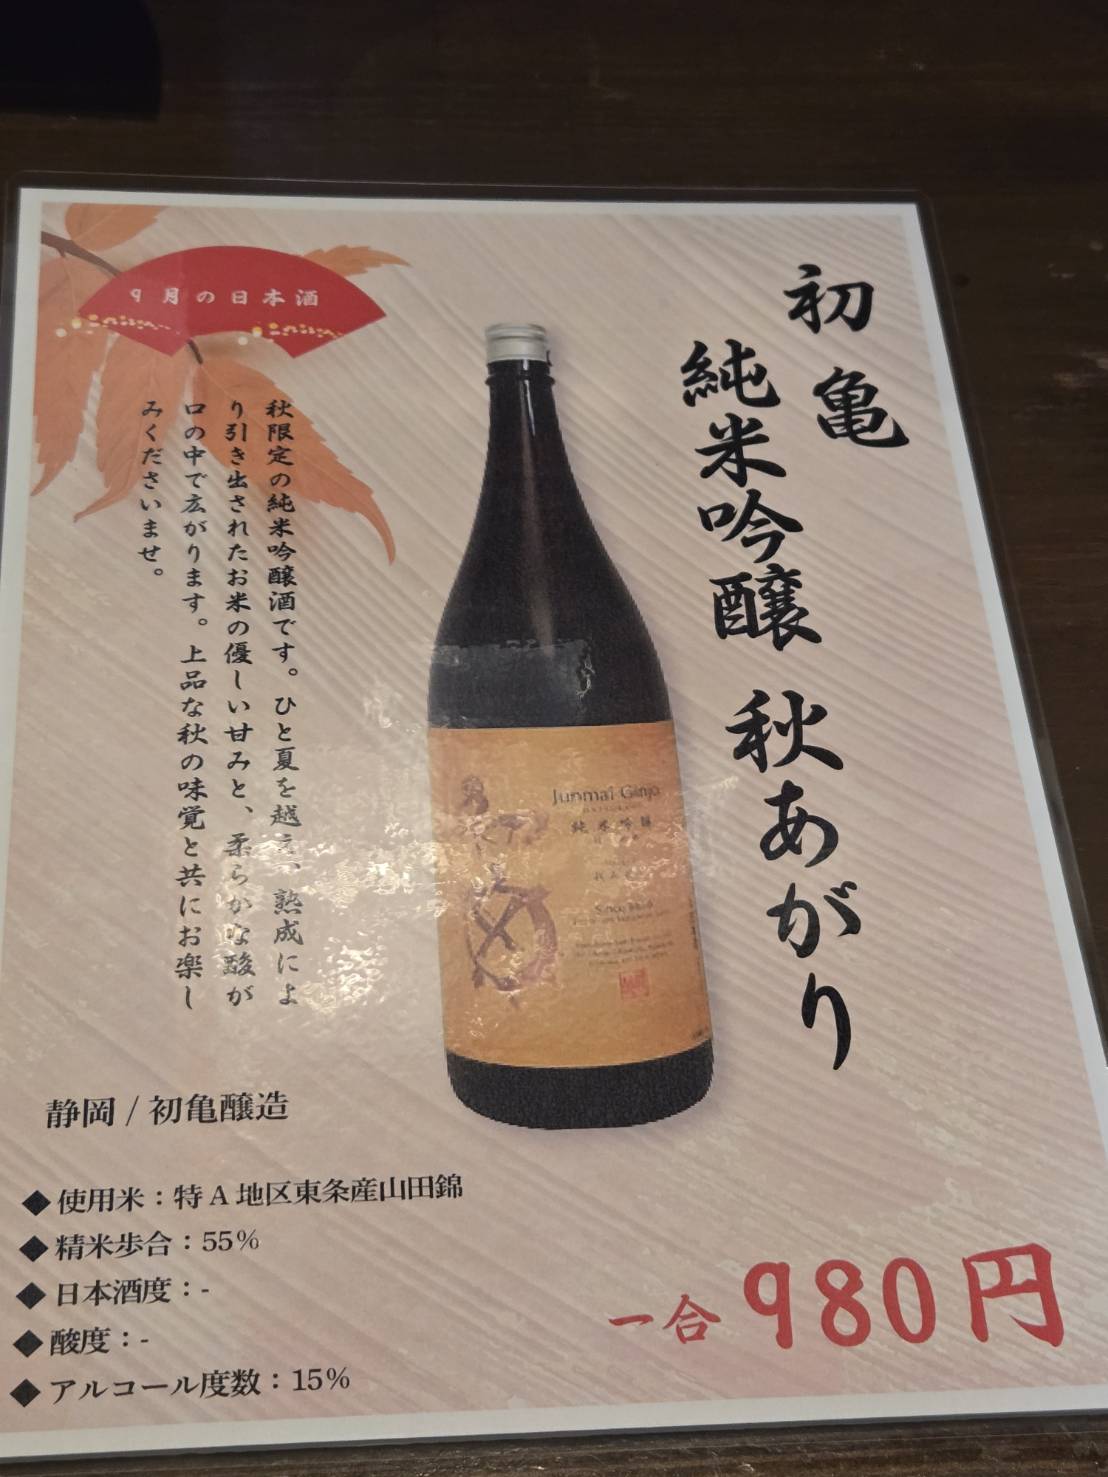 9月の日本酒
初亀
純米吟醸 秋あがり
秋限定の純米吟醸酒です。ひと夏を越え、熟成によ
り引き出されたお米の優しい甘みと、柔らかな酸が
口の中で広がります。上品な秋の味覚と共にお楽し
みくださいませ。
Junmai Ginjo
純米吟醸
静岡/初亀醸造
◆使用米:特A地区東条産山田錦
◆精米歩合:55%
◆日本酒度:-
◆酸度:-
◆アルコール度数:15%
一合 980円